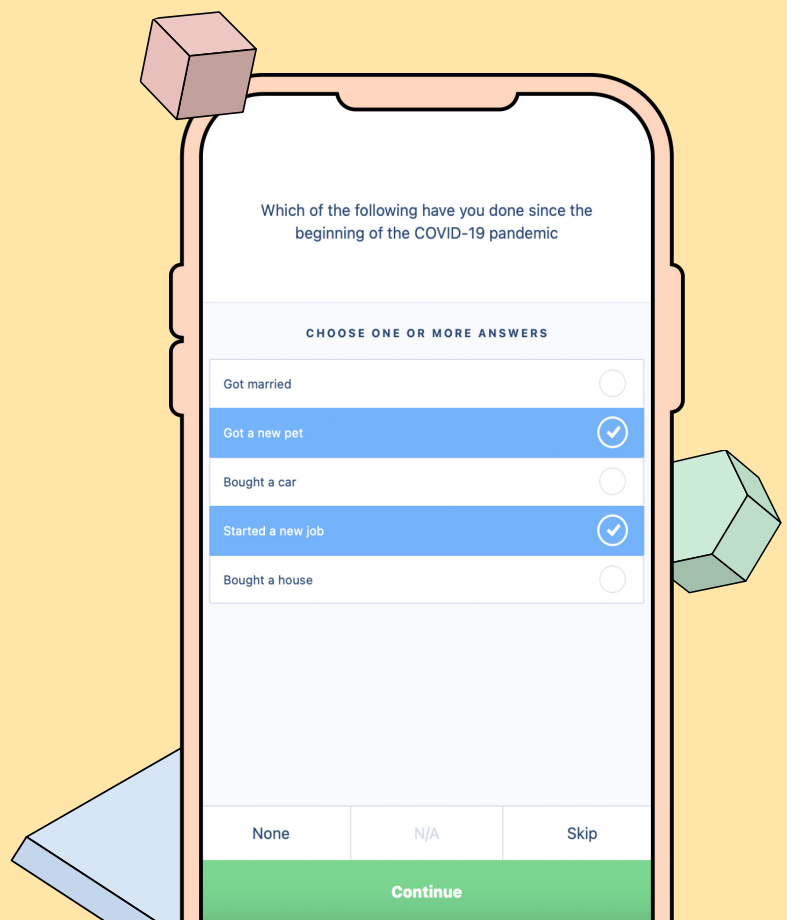 Which of the following have you done since the
beginning of the COVID-19 pandemic
CHOOSE ONE OR MORE ANSWERS
Got married
Got a new pet
Bought a car
Started a new job
Bought a house
None
N/A
Skip
Continue